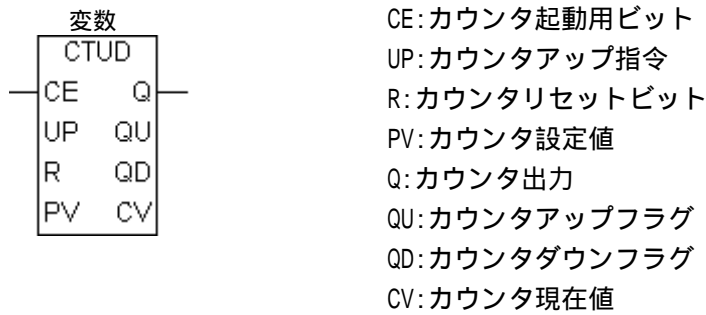 変数
CTUD
CE Q
UP QU
R QD
PV CV
CE:カウンタ起動用ビット
UP:カウンタアップ指令
R:カウンタリセットビット
PV:カウンタ設定値
Q:カウンタ出力
QU:カウンタアップフラグ
QD:カウンタダウンフラグ
CV:カウンタ現在値